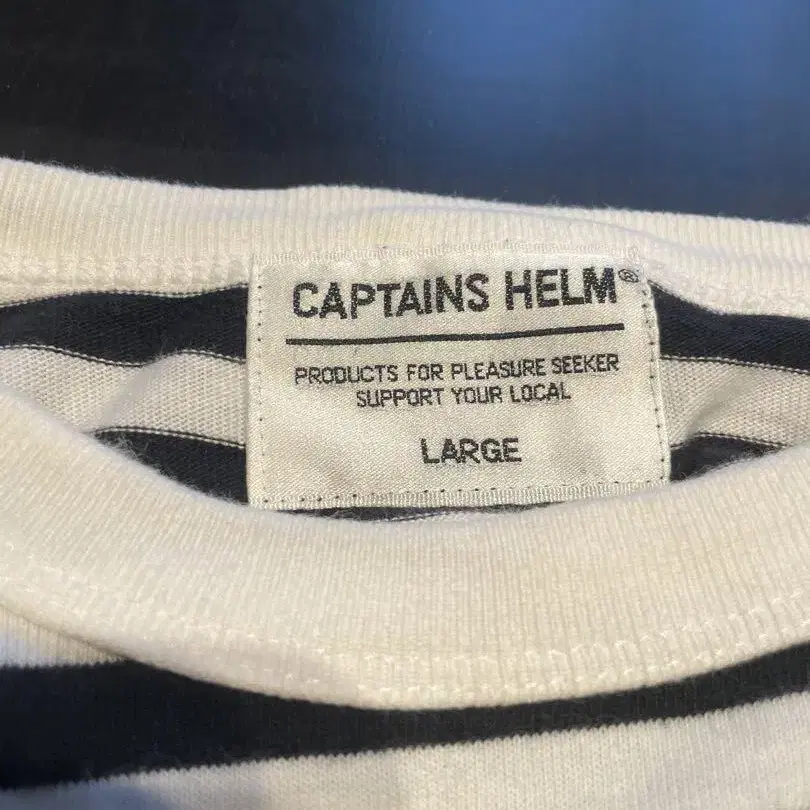 CAPTAINS HELM®
PRODUCTS FOR PLEASURE SEEKER
SUPPORT YOUR LOCAL
LARGE